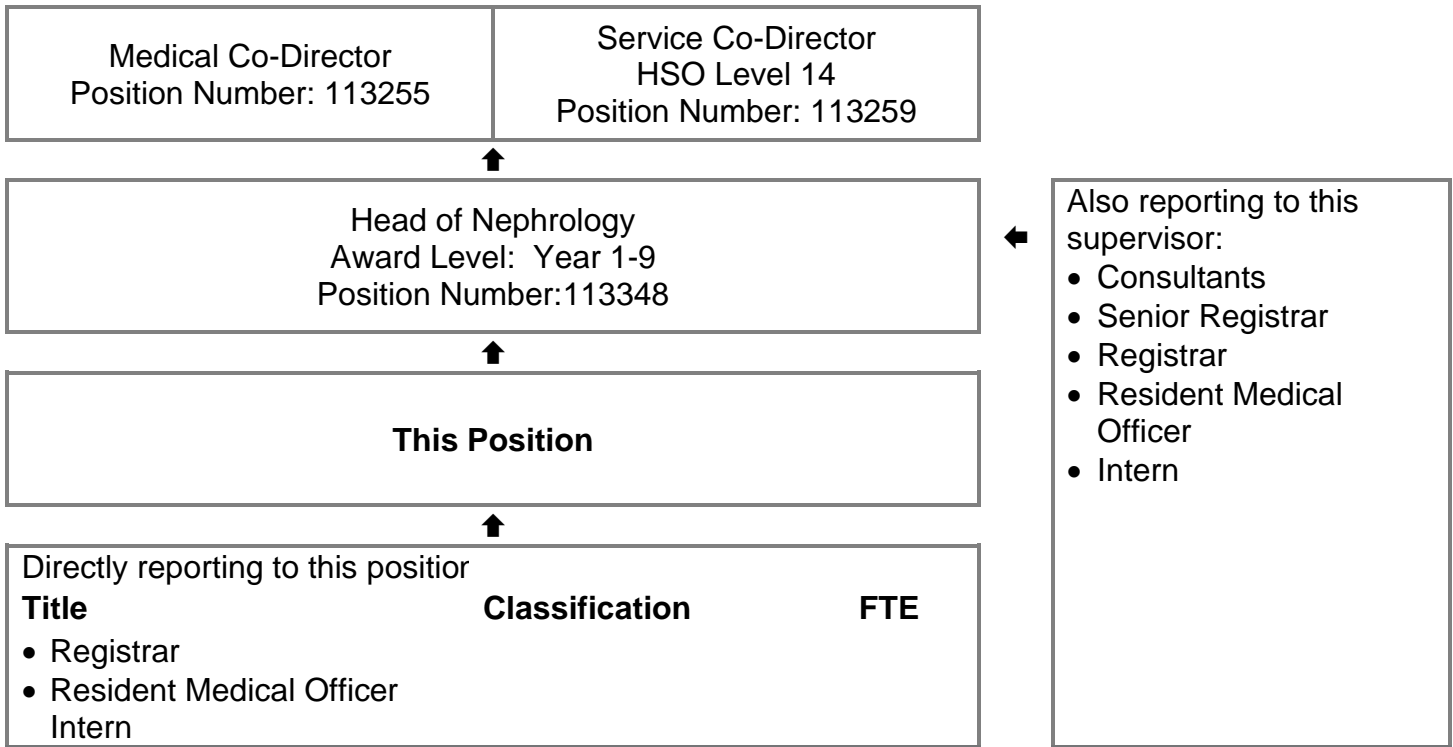 Medical Co-Director
Position Number: 113255
Service Co-Director
HSO Level 14
Position Number: 113259
Head of Nephrology
Award Level:  Year 1-9
Position Number:113348
Also reporting to this
supervisor:
• Consultants
• Senior Registrar
• Registrar
• Resident Medical
Officer
• Intern
This Position
Directly reporting to this position
Title Classification FTE
• Registrar
• Resident Medical Officer
Intern